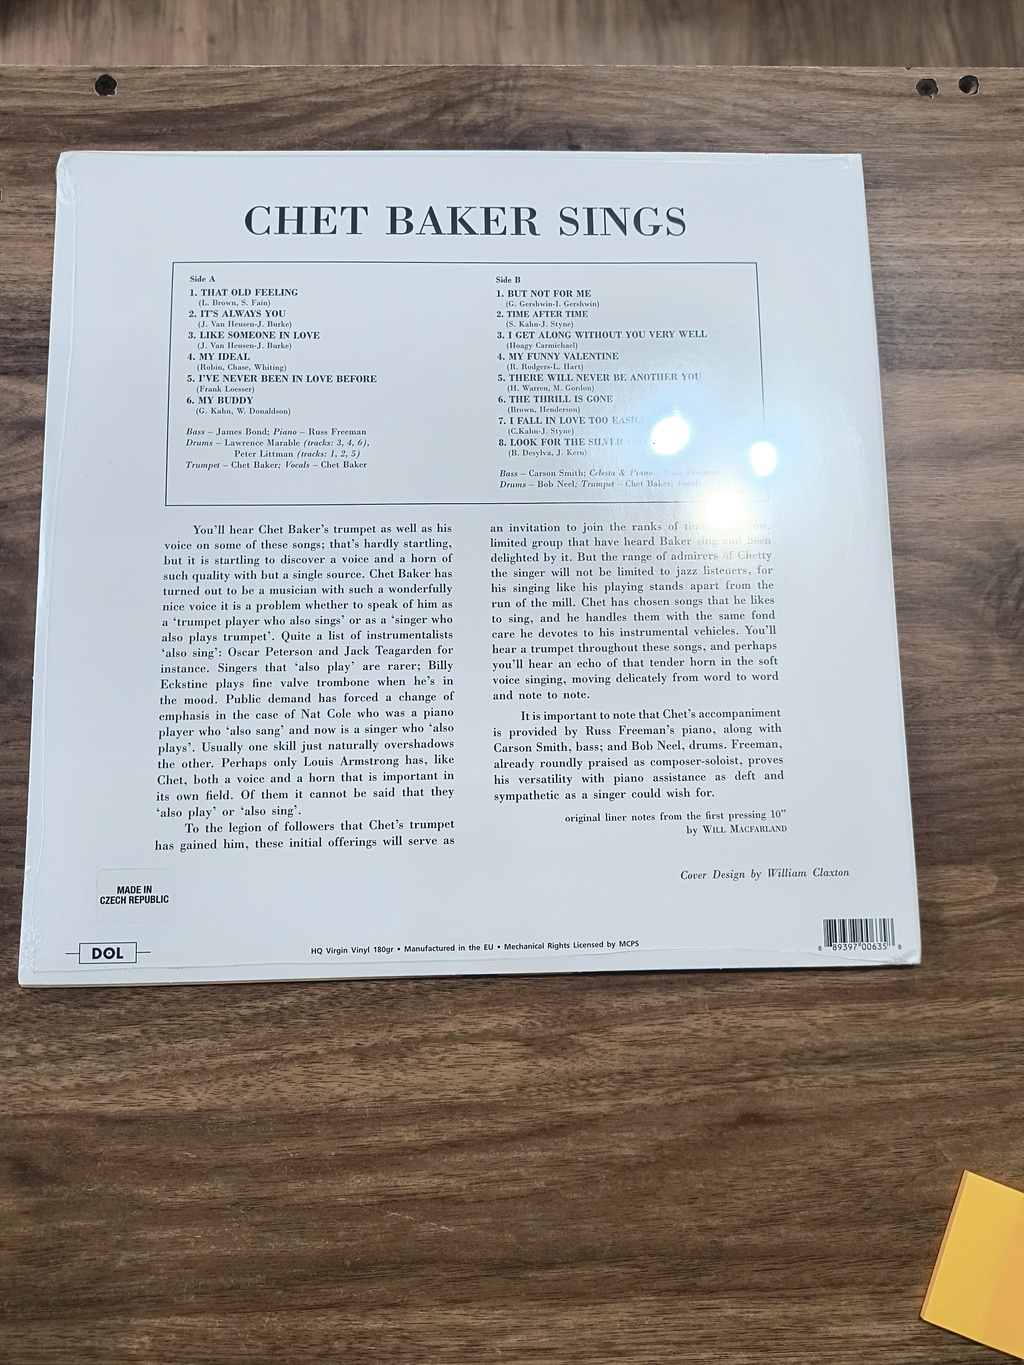 CHET BAKER SINGS
Side A
1. THAT OLD FEELING
(L. Brown, S. Fain)
2. IT'S ALWAYS YOU
(J. Van Heusen-J. Burke)
3. LIKE SOMEONE IN LOVE
(J. Van Heusen-J. Burke)
4. MY IDEAL
(Robin, Chase, Whiting)
5. I'VE NEVER BEEN IN LOVE BEFORE
(Frank Loesser)
6. MY BUDDY
(G. Kahn, W. Donaldson)
Bass – James Bond; Piano – Russ Freeman
Drums – Lawrence Marable (tracks: 3, 4, 6),
Peter Littman (tracks: 1, 2, 5)
Trumpet – Chet Baker; Vocals – Chet Baker
Side B
1. BUT NOT FOR ME
(G. Gershwin-I. Gershwin)
2. TIME AFTER TIME
(S. Kahn-J. Styne)
3. I GET ALONG WITHOUT YOU VERY WELL
(Hoagy Carmichael)
4. MY FUNNY VALENTINE
(R. Rodgers-L. Hart)
5. THERE WILL NEVER BE ANOTHER YOU
(H. Warren, M. Gordon)
6. THE THRILL IS GONE
(Brown, Henderson)
7. I FALL IN LOVE TOO
(C.Kahn-J. Styne)
8. LOOK FOR THE SILVER
(B. Desylva, J. Kern)
Bass – Carson Smith; Celesta & Piano – Russ Freeman
Drums – Bob Neel; Trumpet – Chet Baker;
You'll hear Chet Baker's trumpet as well as his
voice on some of these songs; that's hardly startling,
but it is startling to discover a voice and a horn of
such quality with but a single source. Chet Baker has
turned out to be a musician with such a wonderfully
nice voice it is a problem whether to speak of him as
a 'trumpet player who also sings' or as a 'singer who
also plays trumpet'. Quite a list of instrumentalists
'also sing': Oscar Peterson and Jack Teagarden for
instance. Singers that 'also play' are rarer; Billy
Eckstine plays fine valve trombone when he's in
the mood. Public demand has forced a change of
emphasis in the case of Nat Cole who was a piano
player who 'also sang' and now is a singer who 'also
plays'. Usually one skill just naturally overshadows
the other. Perhaps only Louis Armstrong has, like
Chet, both a voice and a horn that is important in
its own field. Of them it cannot be said that they
'also play' or 'also sing'.
To the legion of followers that Chet's trumpet
has gained him, these initial offerings will serve as
an invitation to join the ranks of
limited group that have heard Baker sing and been
delighted by it. But the range of admirers of Chetty
the singer will not be limited to jazz listeners, for
his singing like his playing stands apart from the
run of the mill. Chet has chosen songs that he likes
to sing, and he handles them with the same fond
care he devotes to his instrumental vehicles. You'll
hear a trumpet throughout these songs, and perhaps
you'll hear an echo of that tender horn in the soft
voice singing, moving delicately from word to word
and note to note.
It is important to note that Chet's accompaniment
is provided by Russ Freeman's piano, along with
Carson Smith, bass; and Bob Neel, drums. Freeman,
already roundly praised as composer-soloist, proves
his versatility with piano assistance as deft and
sympathetic as a singer could wish for.
original liner notes from the first pressing 10"
by WILL MACFARLAND
Cover Design by William Claxton
MADE IN
CZECH REPUBLIC
DOL
HQ Virgin Vinyl 180gr • Manufactured in the EU • Mechanical Rights Licensed by MCPS
8 89397 00635 8